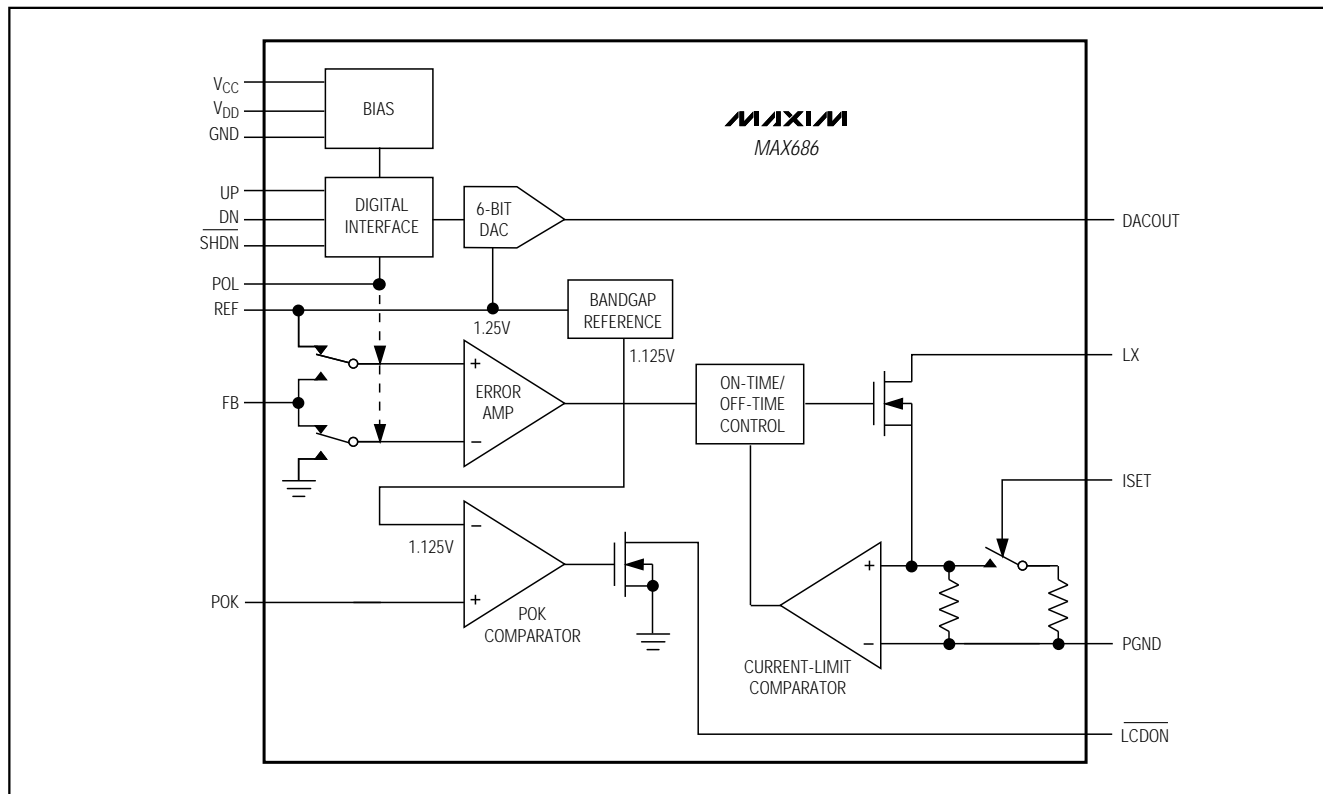 VCC
VDD
GND
BIAS
MAXIM
MAX686
UP
DN
SHDN
DIGITAL
INTERFACE
6-BIT
DAC
DACOUT
POL
REF
1.25V
BANDGAP
REFERENCE
1.125V
FB
+
ERROR
AMP
−
ON-TIME/
OFF-TIME
CONTROL
LX
ISET
−
1.125V
+
POK
POK
COMPARATOR
+
−
CURRENT-LIMIT
COMPARATOR
PGND
LCDON